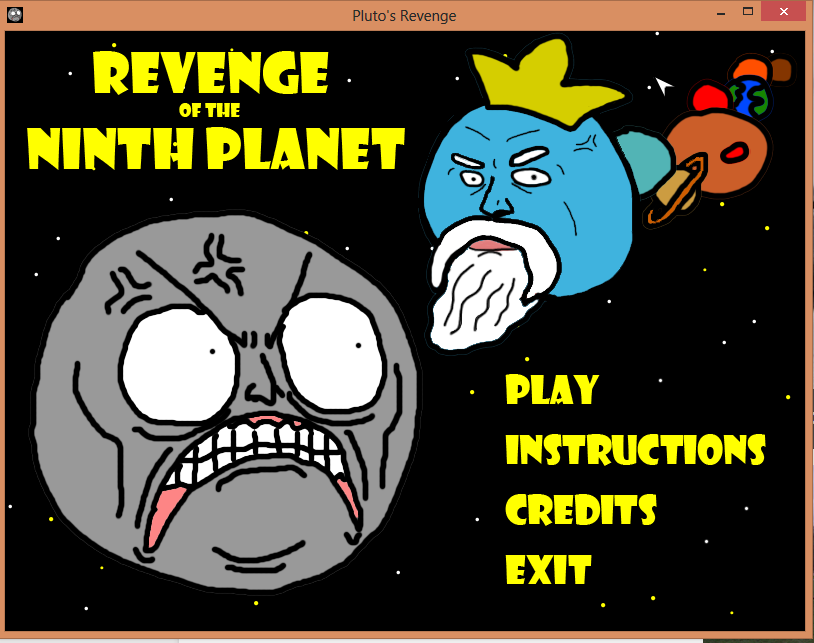 Pluto's Revenge
REVENGE
OF THE
NINTH PLANET
PLAY
INSTRUCTIONS
CREDITS
EXIT